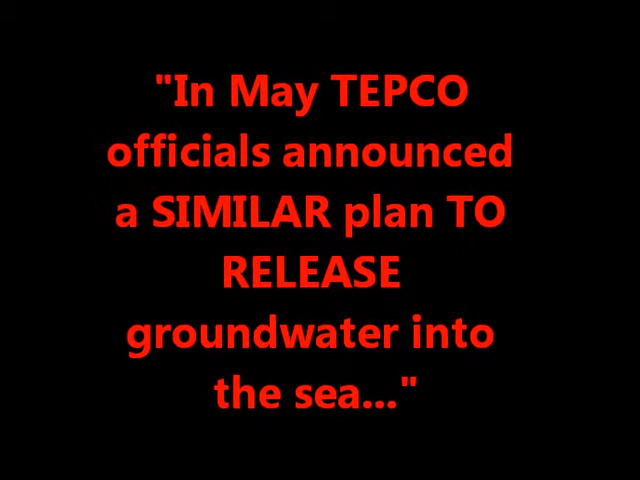 "In May TEPCO
officials announced
a SIMILAR plan TO
RELEASE
groundwater into
the sea..."